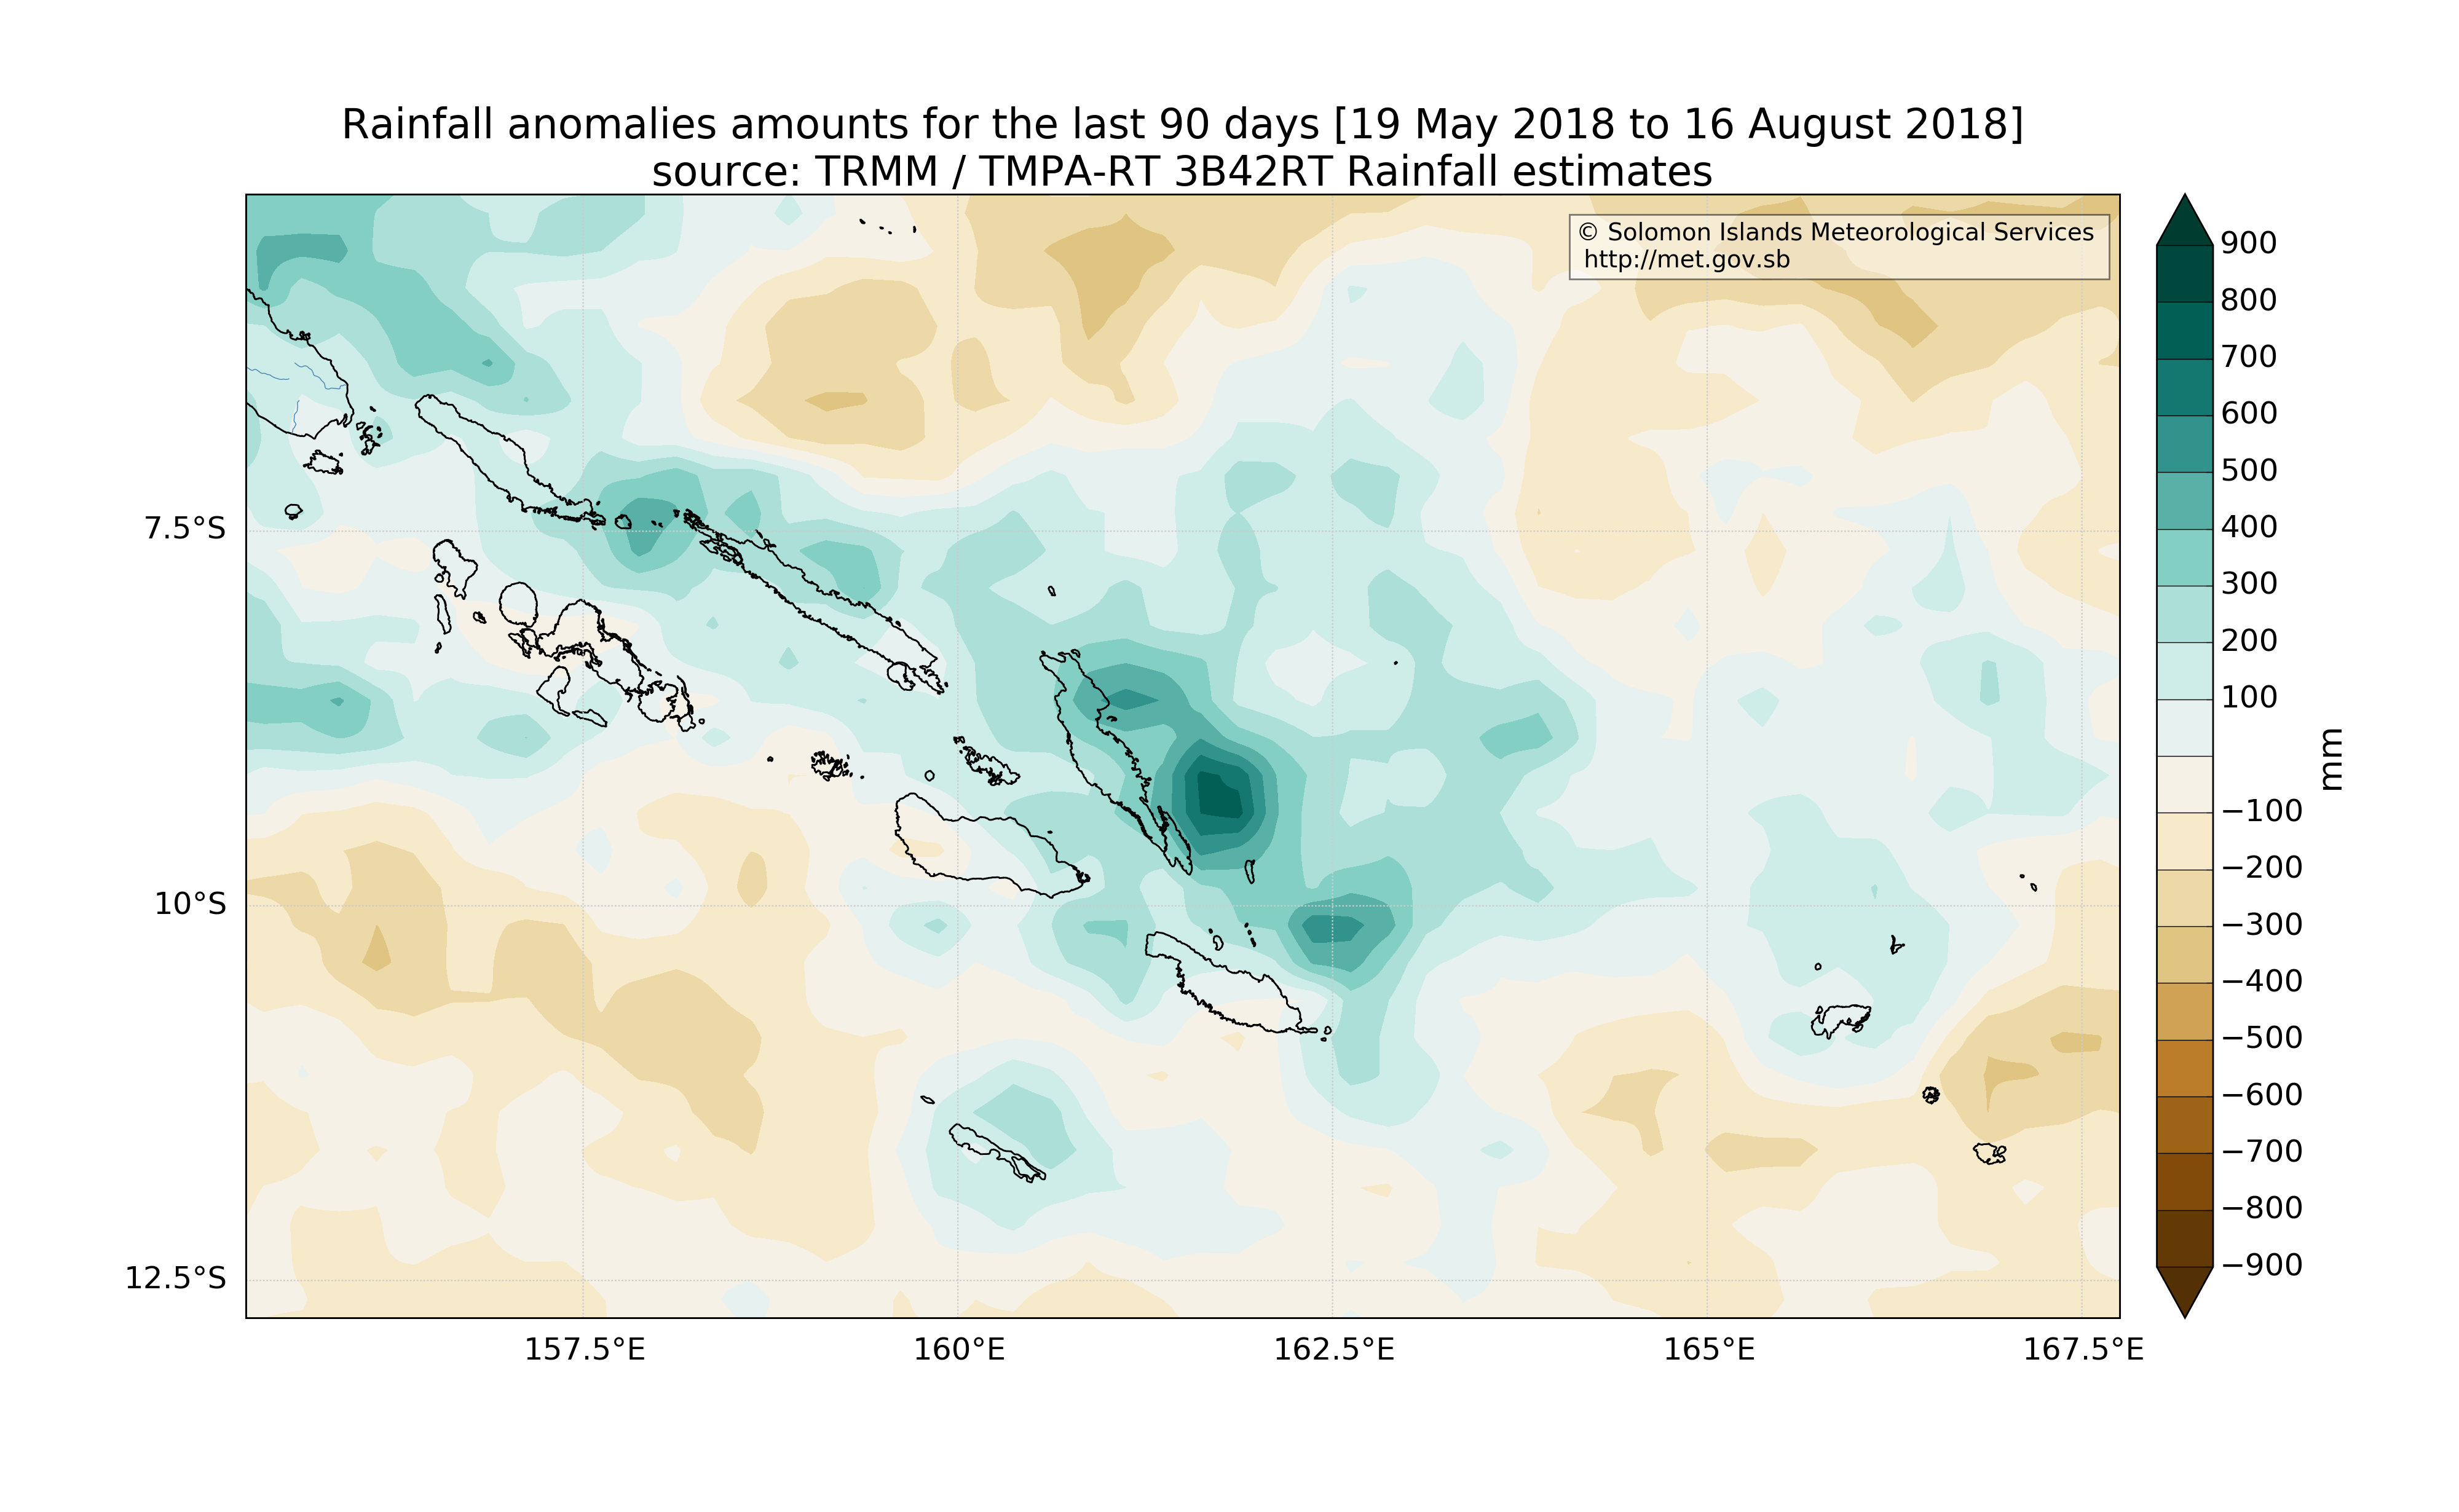 Rainfall anomalies amounts for the last 90 days [19 May 2018 to 16 August 2018]
source: TRMM / TMPA-RT 3B42RT Rainfall estimates
© Solomon Islands Meteorological Services
http://met.gov.sb
7.5°S
10°S
12.5°S
157.5°E
160°E
162.5°E
165°E
167.5°E
900
800
700
600
500
400
300
200
100
−100
−200
−300
−400
−500
−600
−700
−800
−900
mm